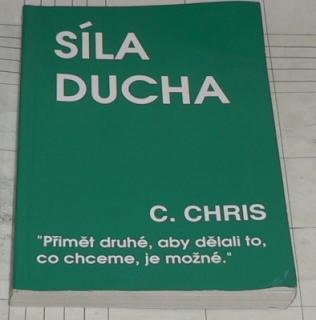 SÍLA
DUCHA
C. CHRIS
"Přimět druhé, aby dělali to,
co chceme, je možné."